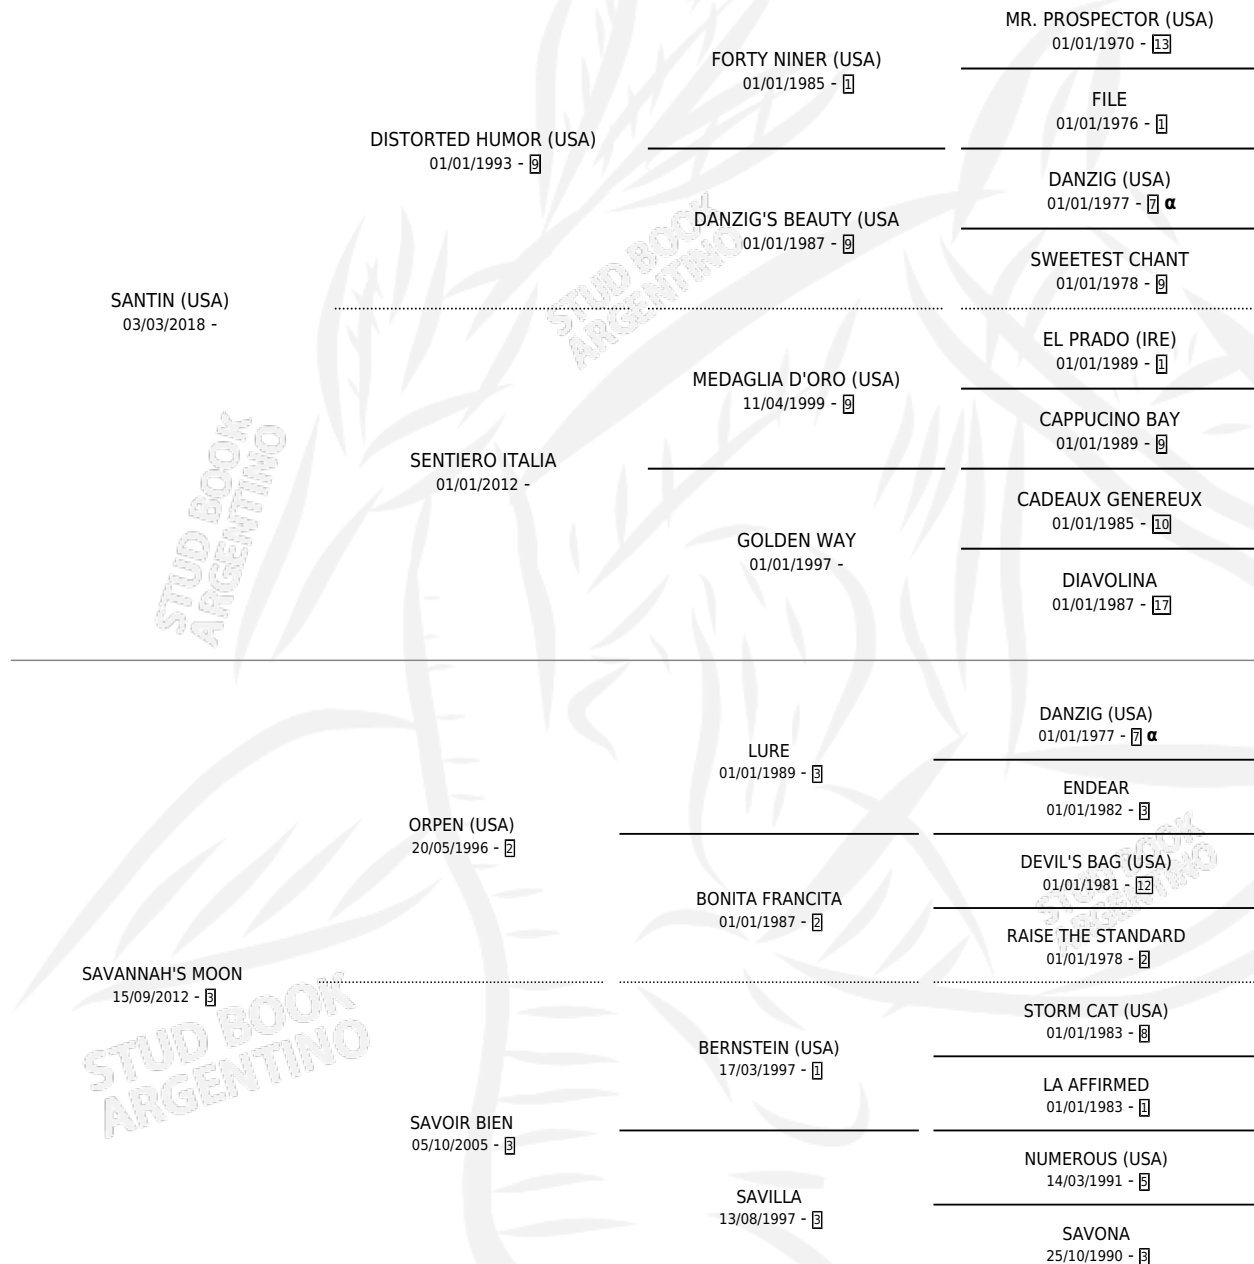 MR. PROSPECTOR (USA)
01/01/1970 - 13
FORTY NINER (USA)
01/01/1985 - 1
FILE
01/01/1976 - 1
DISTORTED HUMOR (USA)
01/01/1993 - 9
DANZIG (USA)
01/01/1977 - 7 α
DANZIG'S BEAUTY (USA
01/01/1987 - 9
SWEETEST CHANT
01/01/1978 - 9
SANTIN (USA)
03/03/2018 -
EL PRADO (IRE)
01/01/1989 - 1
MEDAGLIA D'ORO (USA)
11/04/1999 - 9
CAPPUCINO BAY
01/01/1989 - 9
SENTIERO ITALIA
01/01/2012 -
CADEAUX GENEREUX
01/01/1985 - 10
GOLDEN WAY
01/01/1997 -
DIAVOLINA
01/01/1987 - 17
DANZIG (USA)
01/01/1977 - 7 α
LURE
01/01/1989 - 3
ENDEAR
01/01/1982 - 3
ORPEN (USA)
20/05/1996 - 2
DEVIL'S BAG (USA)
01/01/1981 - 12
BONITA FRANCITA
01/01/1987 - 2
RAISE THE STANDARD
01/01/1978 - 2
SAVANNAH'S MOON
15/09/2012 - 3
STORM CAT (USA)
01/01/1983 - 8
BERNSTEIN (USA)
17/03/1997 - 1
LA AFFIRMED
01/01/1983 - 1
SAVOIR BIEN
05/10/2005 - 3
NUMEROUS (USA)
14/03/1991 - 5
SAVILLA
13/08/1997 - 3
SAVONA
25/10/1990 - 3
STUD BOOK
ARGENTINO
STUD BOOK
ARGENTINO
STUD BOOK
ARGENTINO
STUD BOOK
ARGENTINO